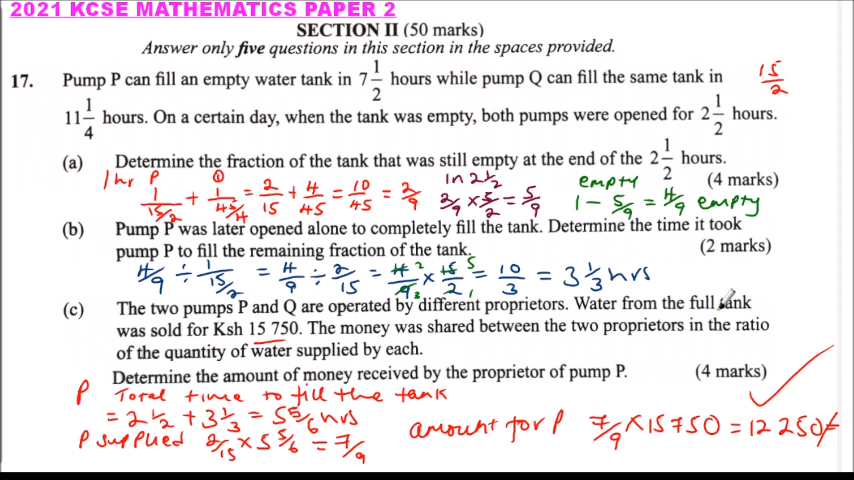 2021 KCSE MATHEMATICS PAPER 2
SECTION II (50 marks)
Answer only five questions in this section in the spaces provided.
17. Pump P can fill an empty water tank in 7 1/2 hours while pump Q can fill the same tank in
15/2
11 1/4 hours. On a certain day, when the tank was empty, both pumps were opened for 2 1/2 hours.
(a) Determine the fraction of the tank that was still empty at the end of the 2 1/2 hours.
(4 marks)
1hr P Q in 2 1/2 empty
1/(15/2) + 1/(45/4) = 2/15 + 4/45 = 10/45 = 2/9 2/9 × 5/2 = 5/9 1 - 5/9 = 4/9 empty
(b) Pump P was later opened alone to completely fill the tank. Determine the time it took
pump P to fill the remaining fraction of the tank. (2 marks)
4/9 ÷ 1/(15/2) = 4/9 ÷ 2/15 = 4/9 × 15/2 = 10/3 = 3 1/3 hrs
(c) The two pumps P and Q are operated by different proprietors. Water from the full tank
was sold for Ksh 15 750. The money was shared between the two proprietors in the ratio
of the quantity of water supplied by each.
Determine the amount of money received by the proprietor of pump P. (4 marks)
P Total time to fill the tank
= 2 1/2 + 3 1/3 = 5 5/6 hrs
P supplied 2/15 × 5 5/6 = 7/9
amount for P 7/9 × 15750 = 12250/=